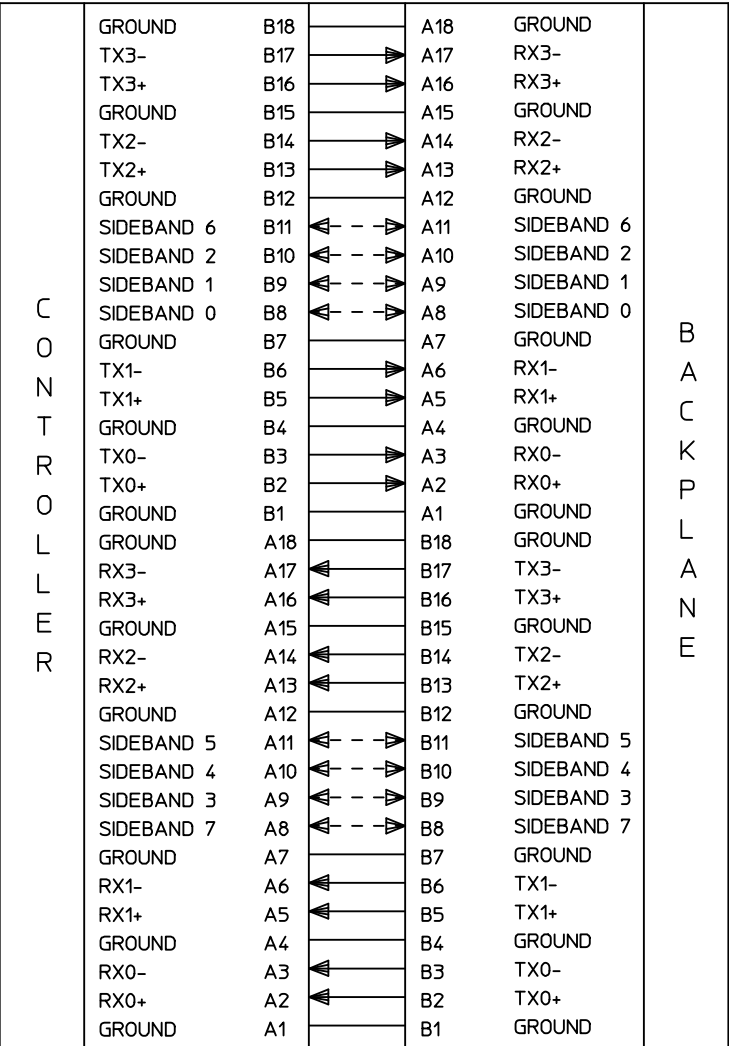 CONTROLLER
BACKPLANE
GROUND B18 A18 GROUND
TX3- B17 A17 RX3-
TX3+ B16 A16 RX3+
GROUND B15 A15 GROUND
TX2- B14 A14 RX2-
TX2+ B13 A13 RX2+
GROUND B12 A12 GROUND
SIDEBAND 6 B11 A11 SIDEBAND 6
SIDEBAND 2 B10 A10 SIDEBAND 2
SIDEBAND 1 B9 A9 SIDEBAND 1
SIDEBAND 0 B8 A8 SIDEBAND 0
GROUND B7 A7 GROUND
TX1- B6 A6 RX1-
TX1+ B5 A5 RX1+
GROUND B4 A4 GROUND
TX0- B3 A3 RX0-
TX0+ B2 A2 RX0+
GROUND B1 A1 GROUND
GROUND A18 B18 GROUND
RX3- A17 B17 TX3-
RX3+ A16 B16 TX3+
GROUND A15 B15 GROUND
RX2- A14 B14 TX2-
RX2+ A13 B13 TX2+
GROUND A12 B12 GROUND
SIDEBAND 5 A11 B11 SIDEBAND 5
SIDEBAND 4 A10 B10 SIDEBAND 4
SIDEBAND 3 A9 B9 SIDEBAND 3
SIDEBAND 7 A8 B8 SIDEBAND 7
GROUND A7 B7 GROUND
RX1- A6 B6 TX1-
RX1+ A5 B5 TX1+
GROUND A4 B4 GROUND
RX0- A3 B3 TX0-
RX0+ A2 B2 TX0+
GROUND A1 B1 GROUND